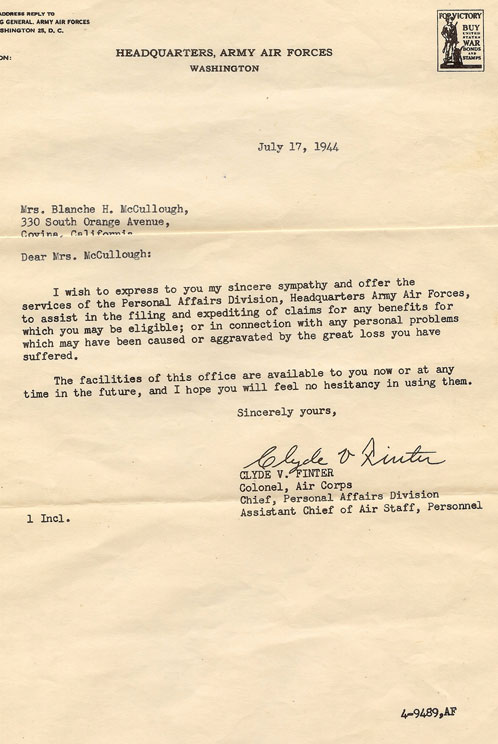 ADDRESS REPLY TO
G GENERAL, ARMY AIR FORCES
SHINGTON 25, D. C.
ON:
HEADQUARTERS, ARMY AIR FORCES
WASHINGTON
FOR VICTORY
BUY
UNITED
STATES
WAR
BONDS
AND
STAMPS
July 17, 1944
Mrs. Blanche H. McCullough,
330 South Orange Avenue,
Covina, California
Dear Mrs. McCullough:
I wish to express to you my sincere sympathy and offer the
services of the Personal Affairs Division, Headquarters Army Air Forces,
to assist in the filing and expediting of claims for any benefits for
which you may be eligible; or in connection with any personal problems
which may have been caused or aggravated by the great loss you have
suffered.
The facilities of this office are available to you now or at any
time in the future, and I hope you will feel no hesitancy in using them.
Sincerely yours,
Clyde V Finter
CLYDE V. FINTER
Colonel, Air Corps
Chief, Personal Affairs Division
Assistant Chief of Air Staff, Personnel
1 Incl.
4-9489,AF